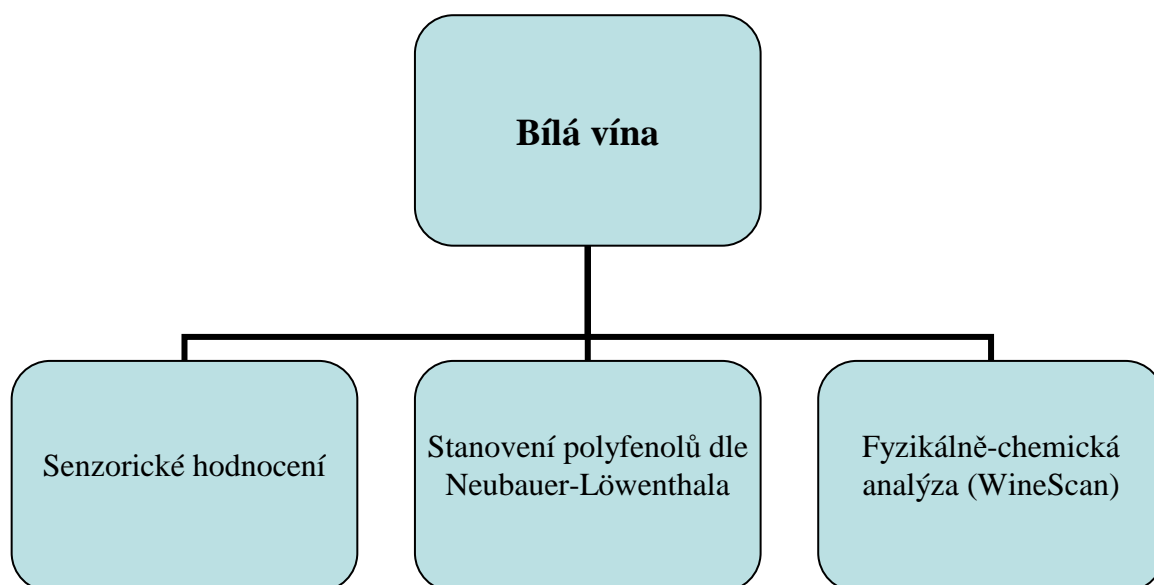 Bílá vína
Senzorické hodnocení
Stanovení polyfenolů dle
Neubauer-Löwenthala
Fyzikálně-chemická
analýza (WineScan)